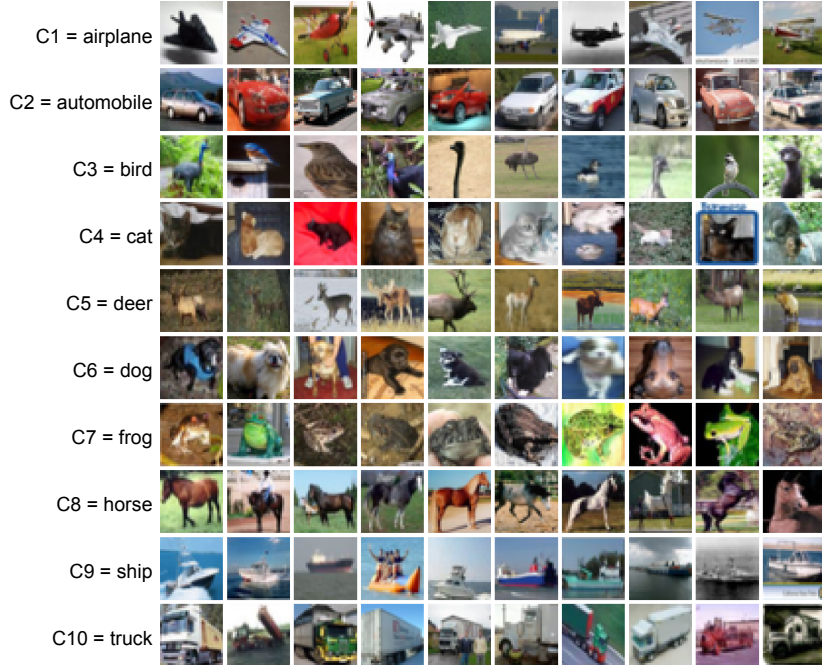 C1 = airplane
C2 = automobile
C3 = bird
C4 = cat
C5 = deer
C6 = dog
C7 = frog
C8 = horse
C9 = ship
C10 = truck